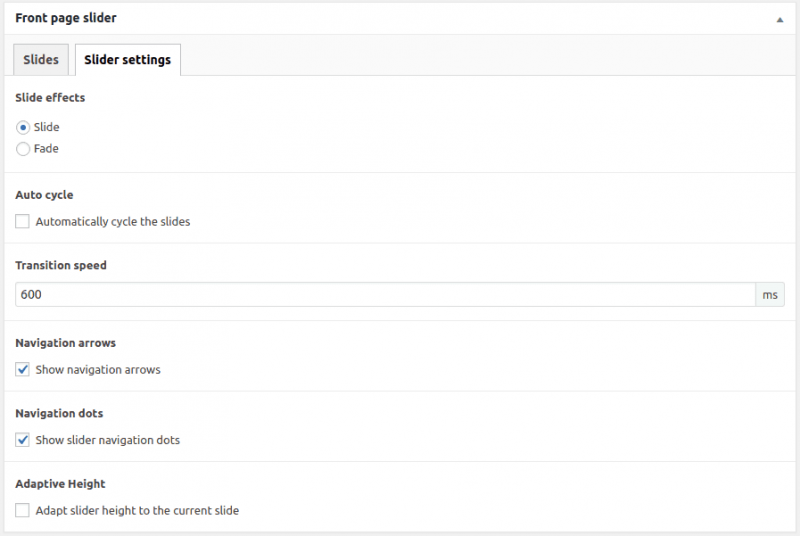 Front page slider
Slides
Slider settings
Slide effects
Slide
Fade
Auto cycle
Automatically cycle the slides
Transition speed
600 ms
Navigation arrows
Show navigation arrows
Navigation dots
Show slider navigation dots
Adaptive Height
Adapt slider height to the current slide